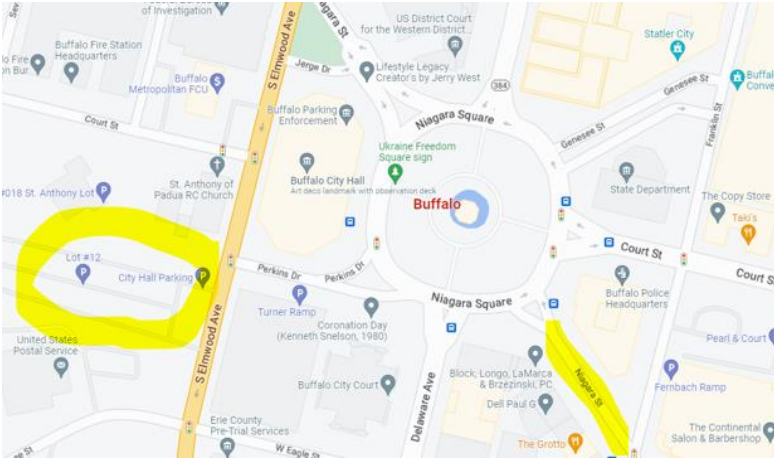 of Investigation
Niagara St
US District Court
for the Western District...
Statler City
Buffalo Fire Station
Headquarters
S Elmwood Ave
Jerge Dr
Lifestyle Legacy
Creator's by Jerry West
Buffalo
Metropolitan FCU
384
Genesee St
Buffalo Parking
Enforcement
Niagara Square
Court St
Genesee St
Franklin St
Ukraine Freedom
Square sign
St. Anthony of
Padua RC Church
Buffalo City Hall
Art deco landmark with observation deck
State Department
#018 St. Anthony Lot
Buffalo
The Copy Store
Taki's
Lot #12
City Hall Parking
Perkins Dr
Perkins Dr
Court St
Court St
Turner Ramp
Niagara Square
Buffalo Police
Headquarters
Coronation Day
(Kenneth Snelson, 1980)
United States
Postal Service
S Elmwood Ave
Pearl & Court
Block, Longo, LaMarca
& Brzezinski, PC
Niagara St
Buffalo City Court
Delaware Ave
Dell Paul G
Fernbach Ramp
Erie County
Pre-Trial Services
W Eagle St
The Grotto
The Continental
Salon & Barbershop